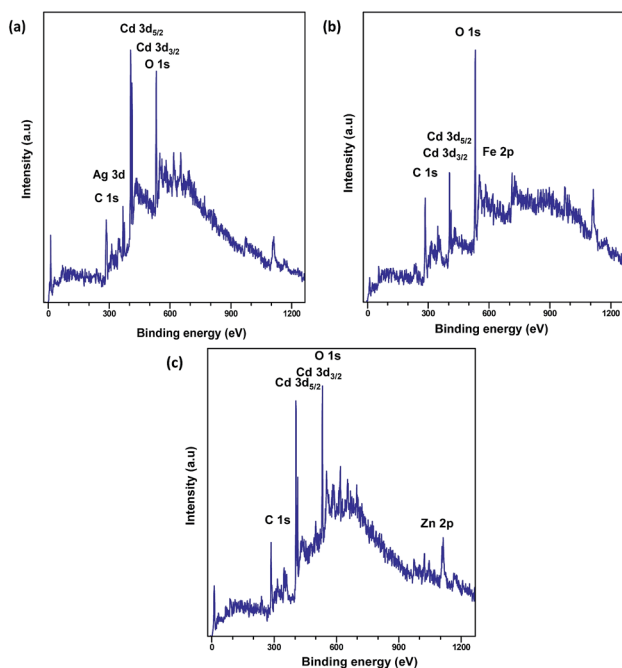 (a)
Cd 3d5/2
Cd 3d3/2
O 1s
Ag 3d
C 1s
Intensity (a.u)
0 300 600 900 1200
Binding energy (eV)
(b)
O 1s
Cd 3d5/2
Fe 2p
Cd 3d3/2
C 1s
Intensity (a.u)
0 300 600 900 1200
Binding energy (eV)
(c)
O 1s
Cd 3d3/2
Cd 3d5/2
C 1s
Zn 2p
Intensity (a.u)
0 300 600 900 1200
Binding energy (eV)